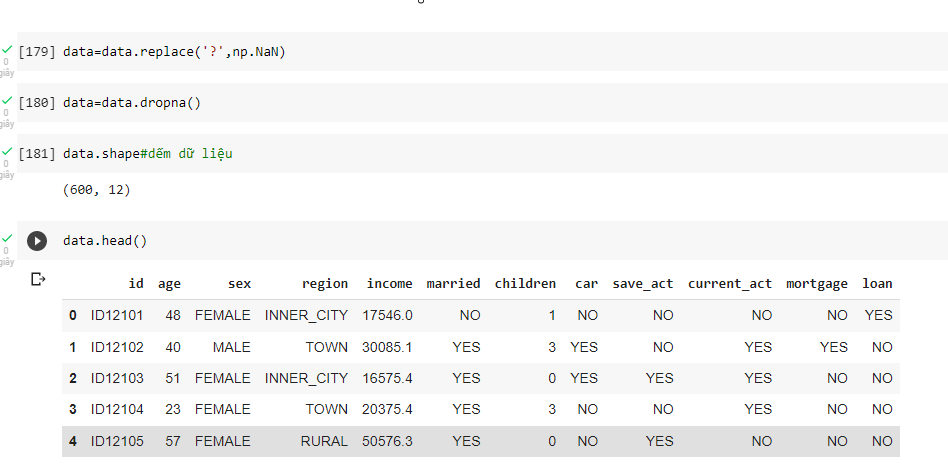 [179] data=data.replace('?',np.NaN)
0
giây
[180] data=data.dropna()
0
giây
[181] data.shape#đếm dữ liệu
0
giây
(600, 12)
data.head()
0
giây
id age sex region income married children car save_act current_act mortgage loan
0 ID12101 48 FEMALE INNER_CITY 17546.0 NO 1 NO NO NO NO YES
1 ID12102 40 MALE TOWN 30085.1 YES 3 YES NO YES YES NO
2 ID12103 51 FEMALE INNER_CITY 16575.4 YES 0 YES YES YES NO NO
3 ID12104 23 FEMALE TOWN 20375.4 YES 3 NO NO YES NO NO
4 ID12105 57 FEMALE RURAL 50576.3 YES 0 NO YES NO NO NO